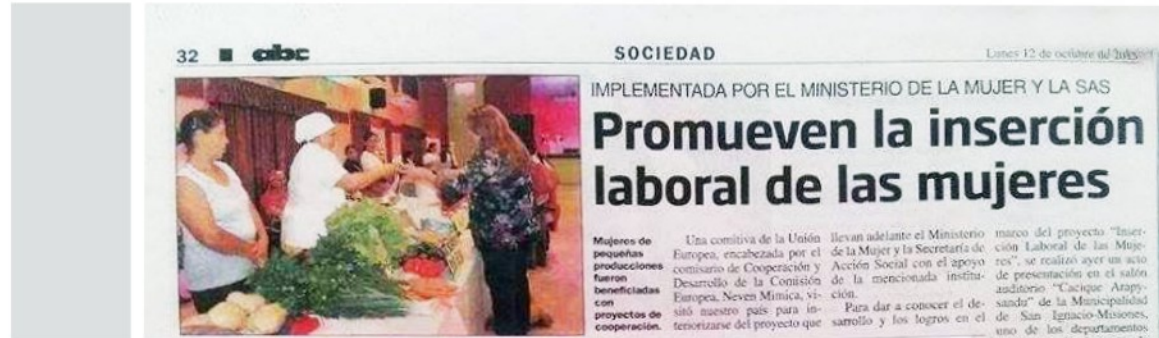 32 abc
SOCIEDAD
Lunes 12 de octubre de 2015
IMPLEMENTADA POR EL MINISTERIO DE LA MUJER Y LA SAS
Promueven la inserción
laboral de las mujeres
Mujeres de
pequeñas
producciones
fueron
beneficiadas
con
proyectos de
cooperación.
Una comitiva de la Unión
Europea, encabezada por el
comisario de Cooperación y
Desarrollo de la Comisión
Europea, Neven Mimica, vi-
sitó nuestro país para in-
teriorizarse del proyecto que
llevan adelante el Ministerio
de la Mujer y la Secretaría de
Acción Social con el apoyo
de la mencionada institu-
ción.
Para dar a conocer el de-
sarrollo y los logros en el
marco del proyecto "Inser-
ción Laboral de las Muje-
res", se realizó ayer un acto
de presentación en el salón
auditorio "Cacique Arapy-
sandu" de la Municipalidad
de San Ignacio-Misiones,
uno de los departamentos